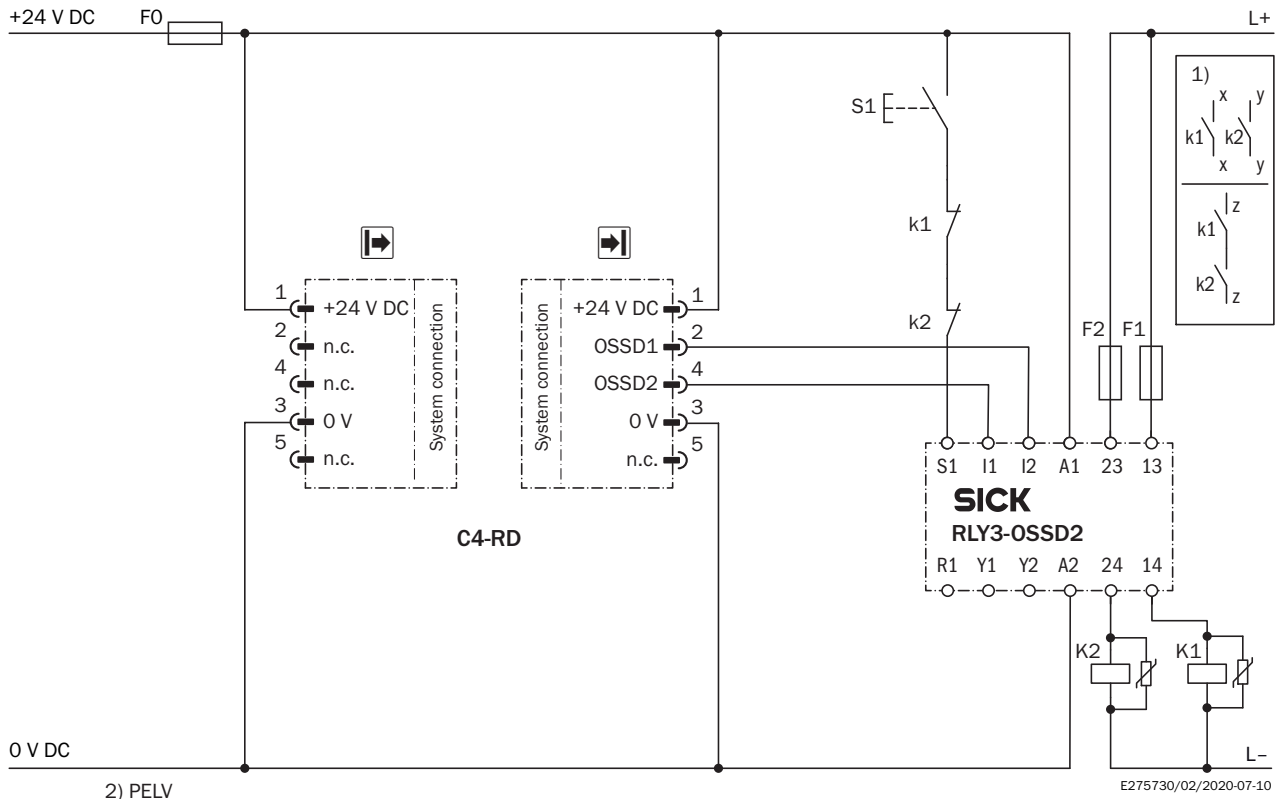 +24 V DC F0 L+
1)
x y
k1 k2
x y
z
k1
k2
z
S1
k1
k2
F2 F1
1 +24 V DC
2 n.c.
4 n.c.
3 0 V
5 n.c.
System connection
System connection
+24 V DC 1
OSSD1 2
OSSD2 4
0 V 3
n.c. 5
C4-RD
S1 I1 I2 A1 23 13
SICK
RLY3-OSSD2
R1 Y1 Y2 A2 24 14
K2 K1
0 V DC L–
2) PELV
E275730/02/2020-07-10